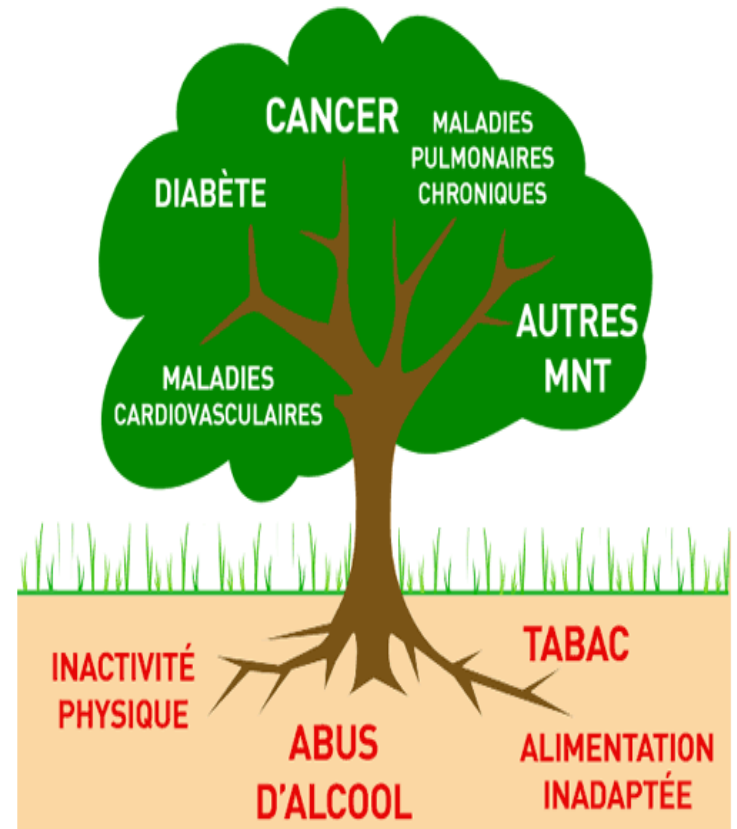 CANCER
MALADIES
PULMONAIRES
CHRONIQUES
DIABÈTE
AUTRES
MNT
MALADIES
CARDIOVASCULAIRES
INACTIVITÉ
PHYSIQUE
ABUS
D'ALCOOL
TABAC
ALIMENTATION
INADAPTÉE